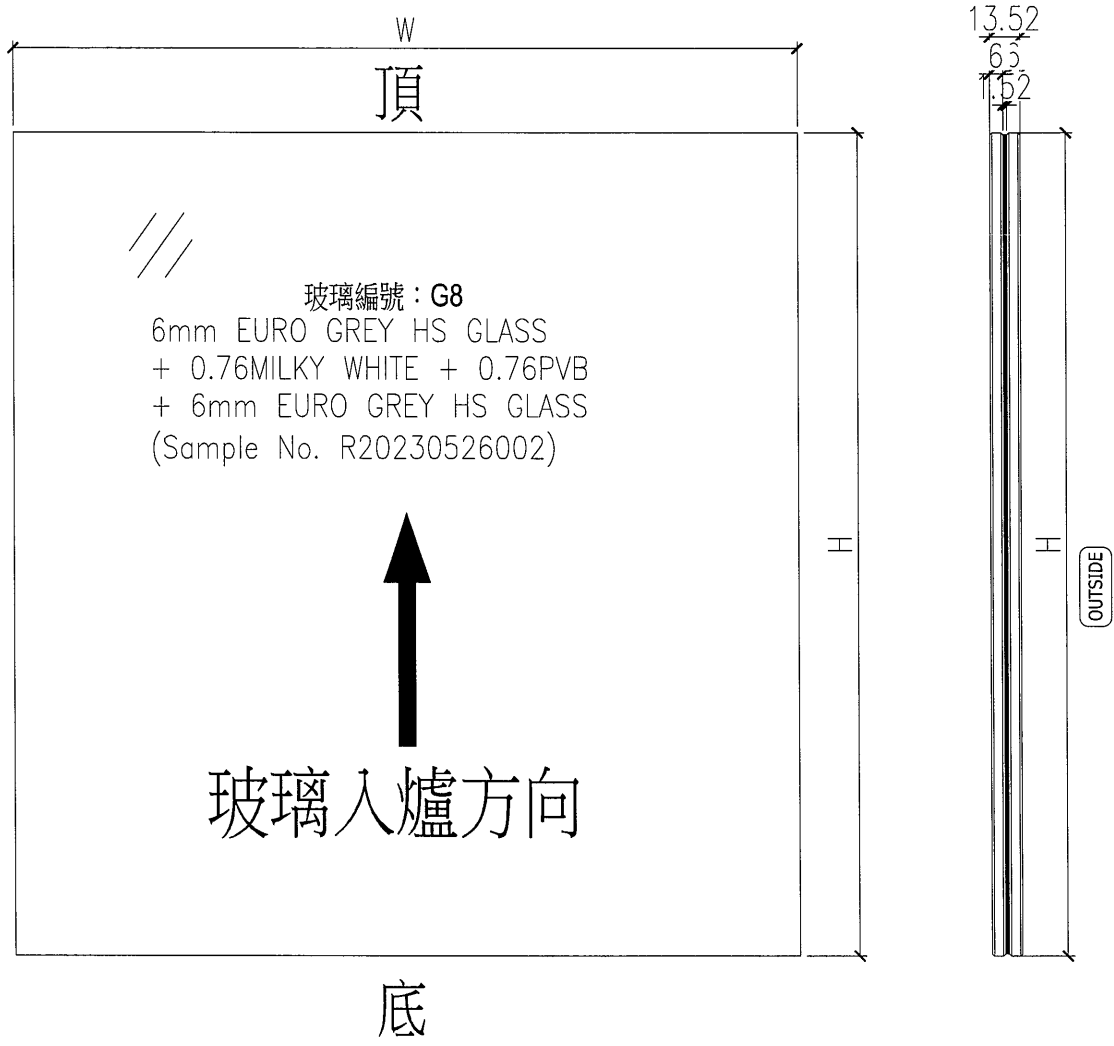 W
頂
玻璃編號：G8
6mm EURO GREY HS GLASS
+ 0.76MILKY WHITE + 0.76PVB
+ 6mm EURO GREY HS GLASS
(Sample No. R20230526002)
玻璃入爐方向
底
H
13.52
6
1.52
H
OUTSIDE